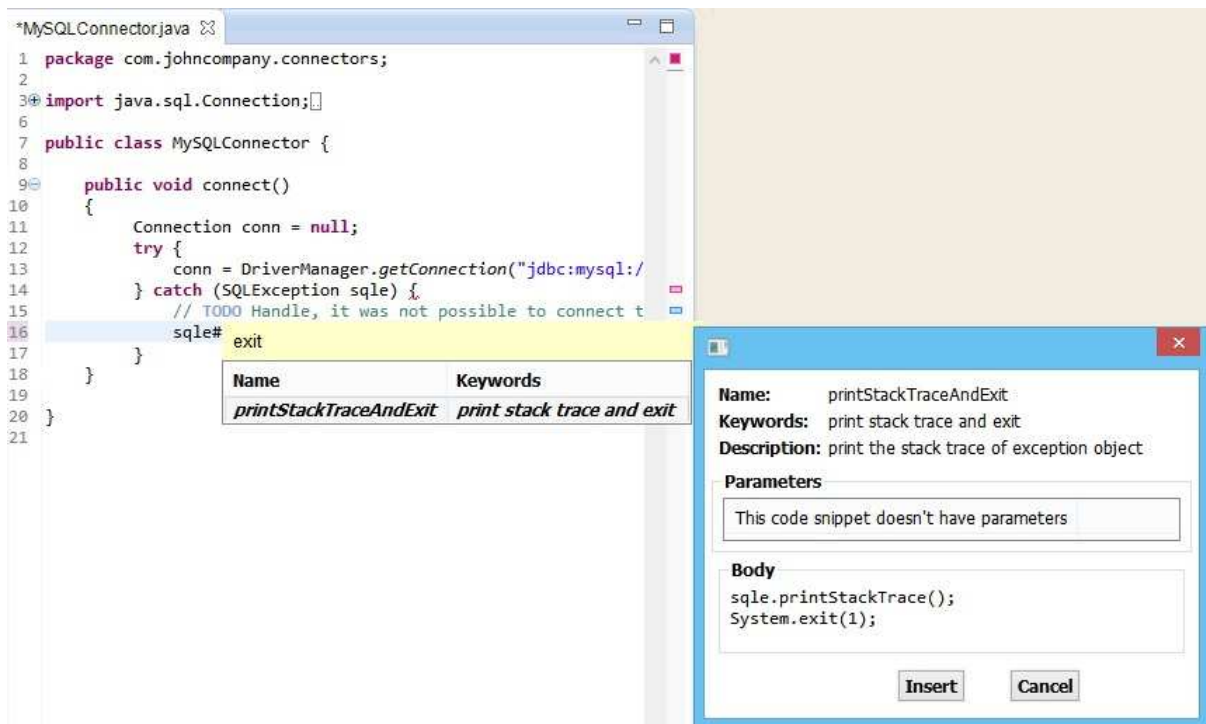 *MySQLConnector.java
1 package com.johncompany.connectors;
2
3 import java.sql.Connection;
6
7 public class MySQLConnector {
8
9 public void connect()
10 {
11 Connection conn = null;
12 try {
13 conn = DriverManager.getConnection("jdbc:mysql:/
14 } catch (SQLException sqle) {
15 // TODO Handle, it was not possible to connect t
16 sqle#
17 }
18 }
19
20 }
21
exit
Name Keywords
printStackTraceAndExit print stack trace and exit
Name: printStackTraceAndExit
Keywords: print stack trace and exit
Description: print the stack trace of exception object
Parameters
This code snippet doesn't have parameters
Body
sqle.printStackTrace();
System.exit(1);
Insert Cancel